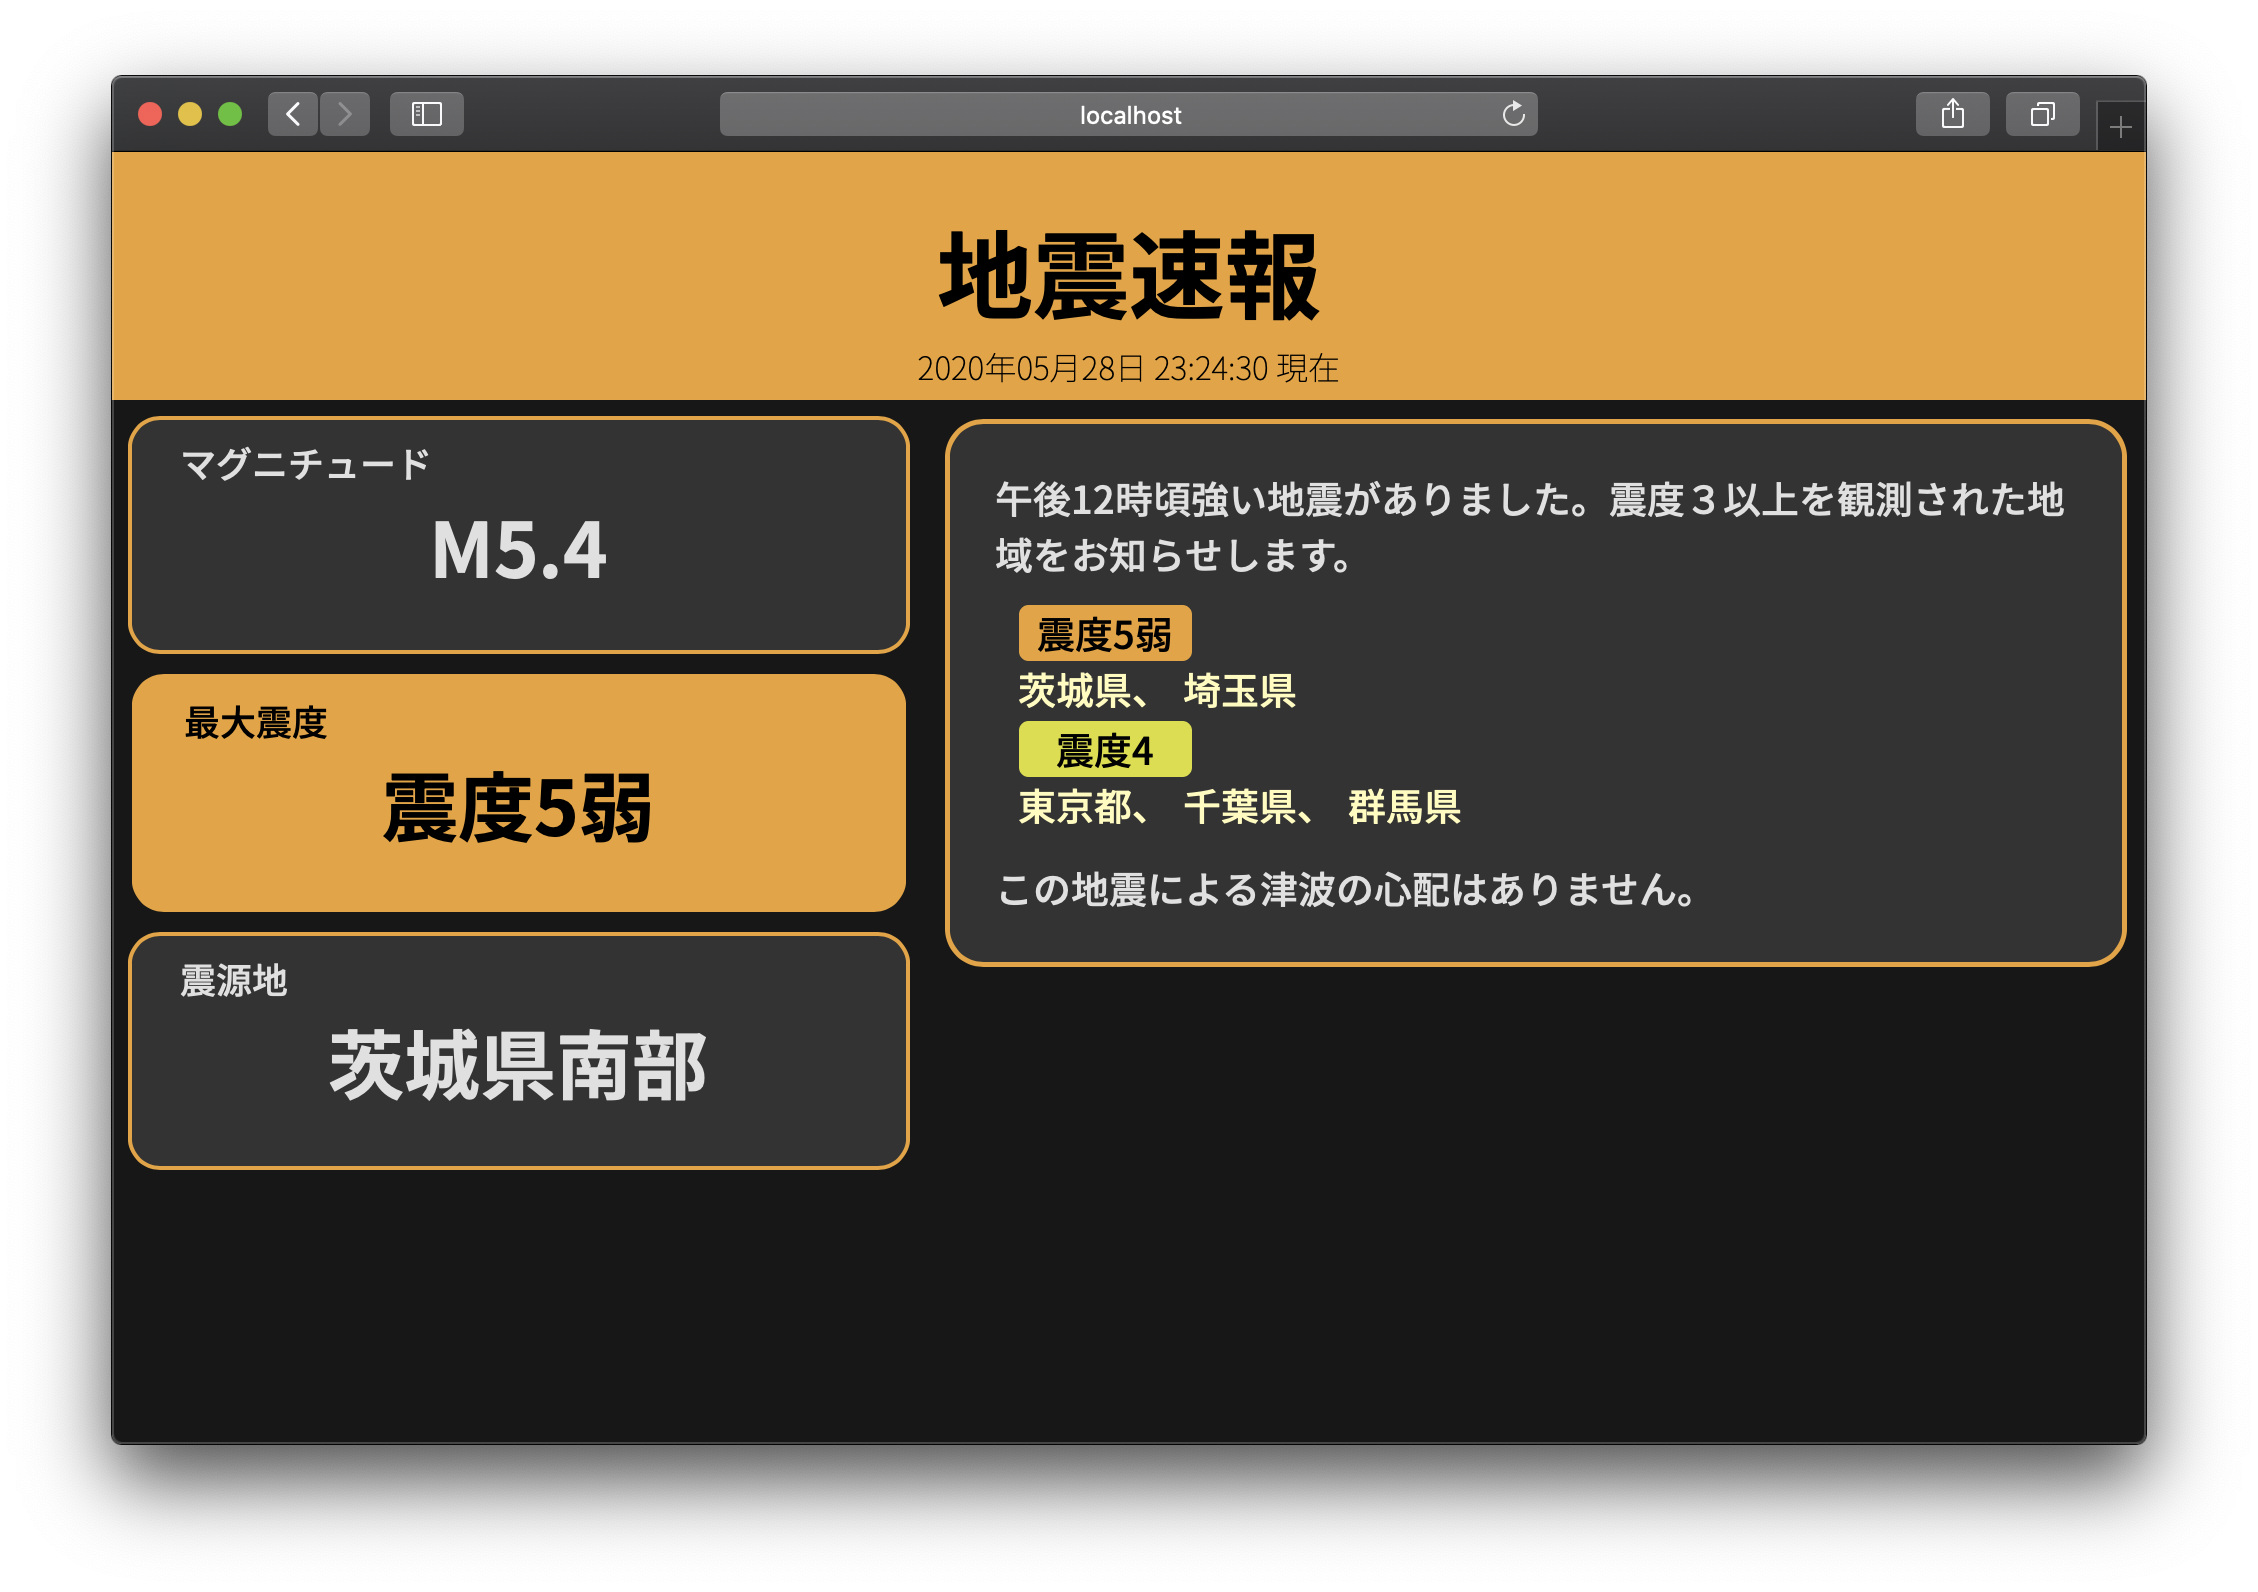 localhost
地震速報
2020年05月28日 23:24:30 現在
マグニチュード
M5.4
最大震度
震度5弱
震源地
茨城県南部
午後12時頃強い地震がありました。震度３以上を観測された地
域をお知らせします。
震度5弱
茨城県、 埼玉県
震度4
東京都、 千葉県、 群馬県
この地震による津波の心配はありません。